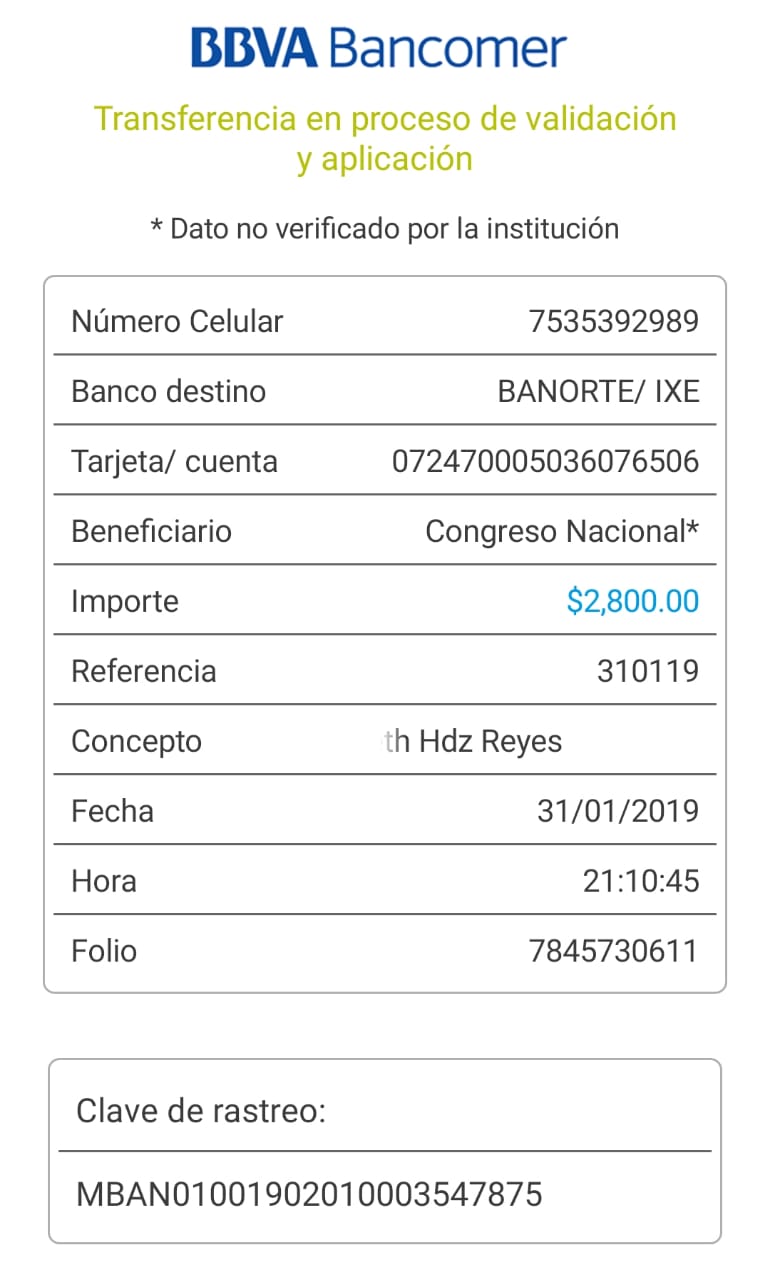 BBVA Bancomer
Transferencia en proceso de validación
y aplicación
* Dato no verificado por la institución
Número Celular 7535392989
Banco destino BANORTE/ IXE
Tarjeta/ cuenta 072470005036076506
Beneficiario Congreso Nacional*
Importe $2,800.00
Referencia 310119
Concepto th Hdz Reyes
Fecha 31/01/2019
Hora 21:10:45
Folio 7845730611
Clave de rastreo:
MBAN01001902010003547875